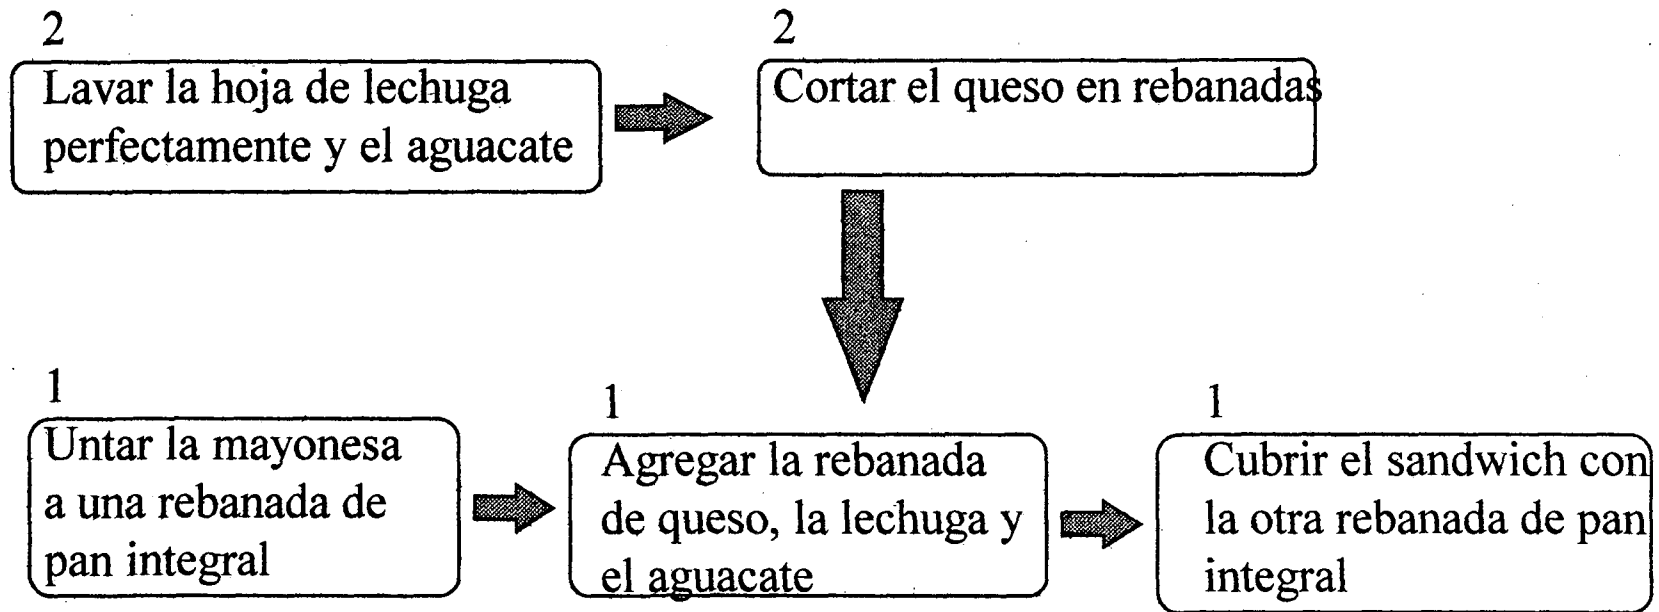 2
Lavar la hoja de lechuga
perfectamente y el aguacate
2
Cortar el queso en rebanadas
1
Untar la mayonesa
a una rebanada de
pan integral
1
Agregar la rebanada
de queso, la lechuga y
el aguacate
1
Cubrir el sandwich con
la otra rebanada de pan
integral